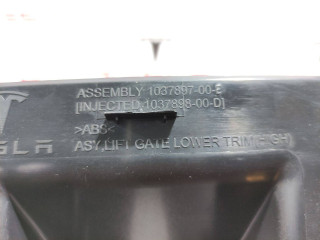 ASSEMBLY 1037897-00-E
[INJECTED 1037898-00-D]
>ABS<
ASY,LIFT GATE LOWER TRIM HIGH